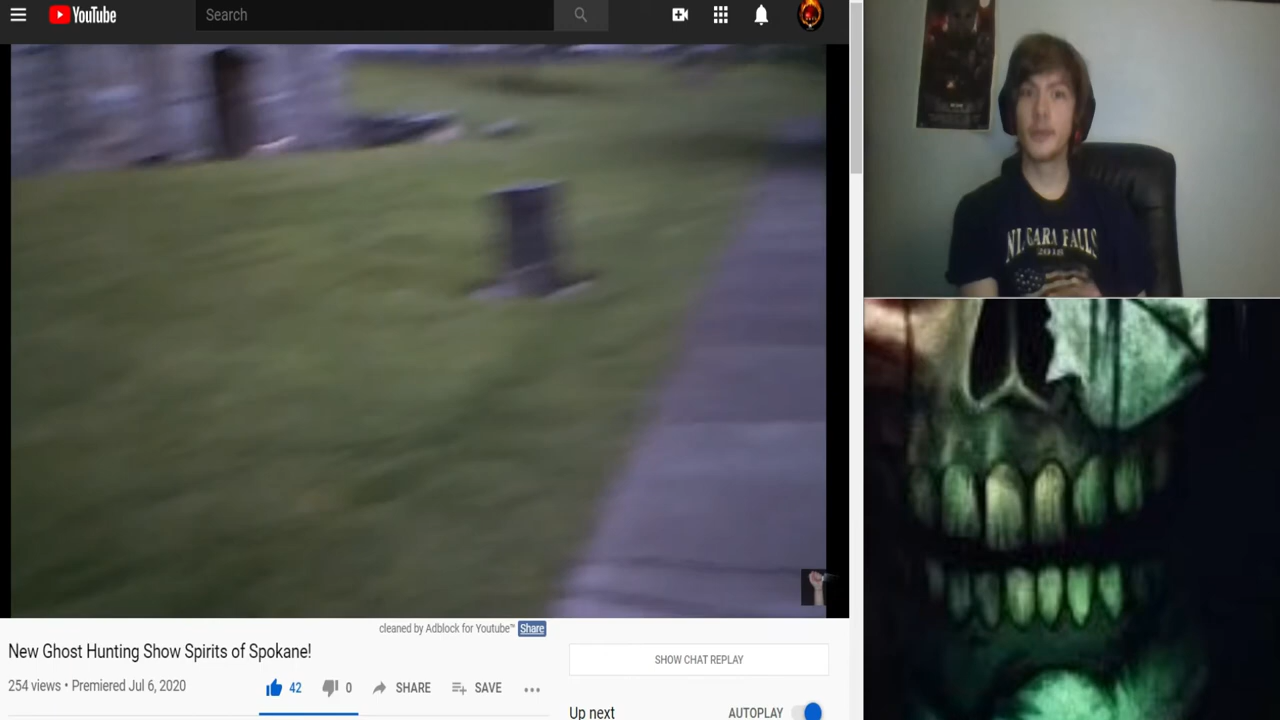 YouTube
Search
NIAGARA FALLS
2018
cleaned by Adblock for Youtube™ Share
New Ghost Hunting Show Spirits of Spokane!
254 views • Premiered Jul 6, 2020
42
0
SHARE
SAVE
SHOW CHAT REPLAY
Up next
AUTOPLAY